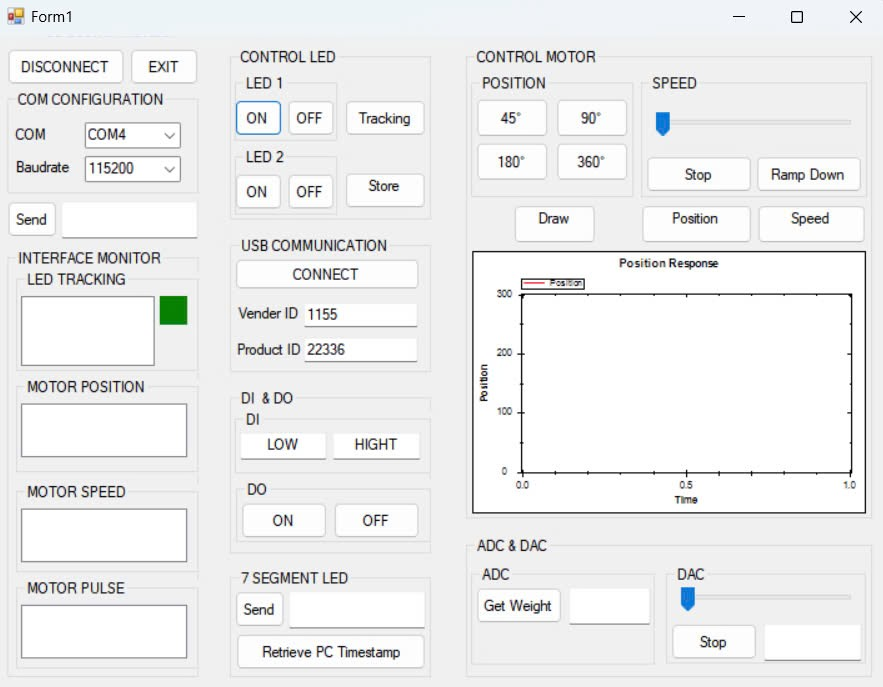 Form1
DISCONNECT
EXIT
COM CONFIGURATION
COM
COM4
Baudrate
115200
Send
INTERFACE MONITOR
LED TRACKING
MOTOR POSITION
MOTOR SPEED
MOTOR PULSE
CONTROL LED
LED 1
ON
OFF
Tracking
LED 2
ON
OFF
Store
USB COMMUNICATION
CONNECT
Vender ID
1155
Product ID
22336
DI & DO
DI
LOW
HIGHT
DO
ON
OFF
7 SEGMENT LED
Send
Retrieve PC Timestamp
CONTROL MOTOR
POSITION
45°
90°
180°
360°
SPEED
Stop
Ramp Down
Draw
Position
Speed
Position Response
Position
300
200
100
0
Position
0.0
0.5
1.0
Time
ADC & DAC
ADC
Get Weight
DAC
Stop